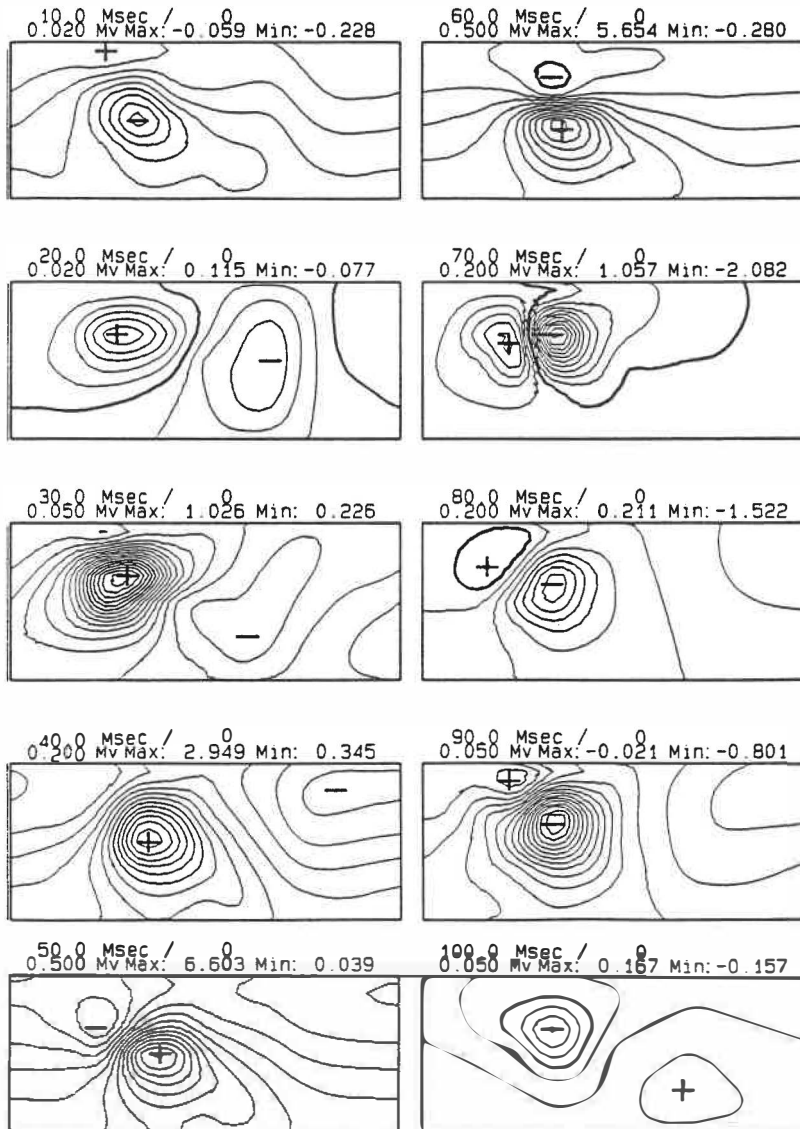 10.0 Msec / 0
0.020 Mv Max: -0.059 Min: -0.228
20.0 Msec / 0
0.020 Mv Max: 0.115 Min: -0.077
30.0 Msec / 0
0.050 Mv Max: 1.026 Min: 0.226
40.0 Msec / 0
0.200 Mv Max: 2.949 Min: 0.345
50.0 Msec / 0
0.500 Mv Max: 6.603 Min: 0.039
60.0 Msec / 0
0.500 Mv Max: 5.654 Min: -0.280
70.0 Msec / 0
0.200 Mv Max: 1.057 Min: -2.082
80.0 Msec / 0
0.200 Mv Max: 0.211 Min: -1.522
90.0 Msec / 0
0.050 Mv Max: -0.021 Min: -0.801
100.0 Msec / 0
0.050 Mv Max: 0.167 Min: -0.157